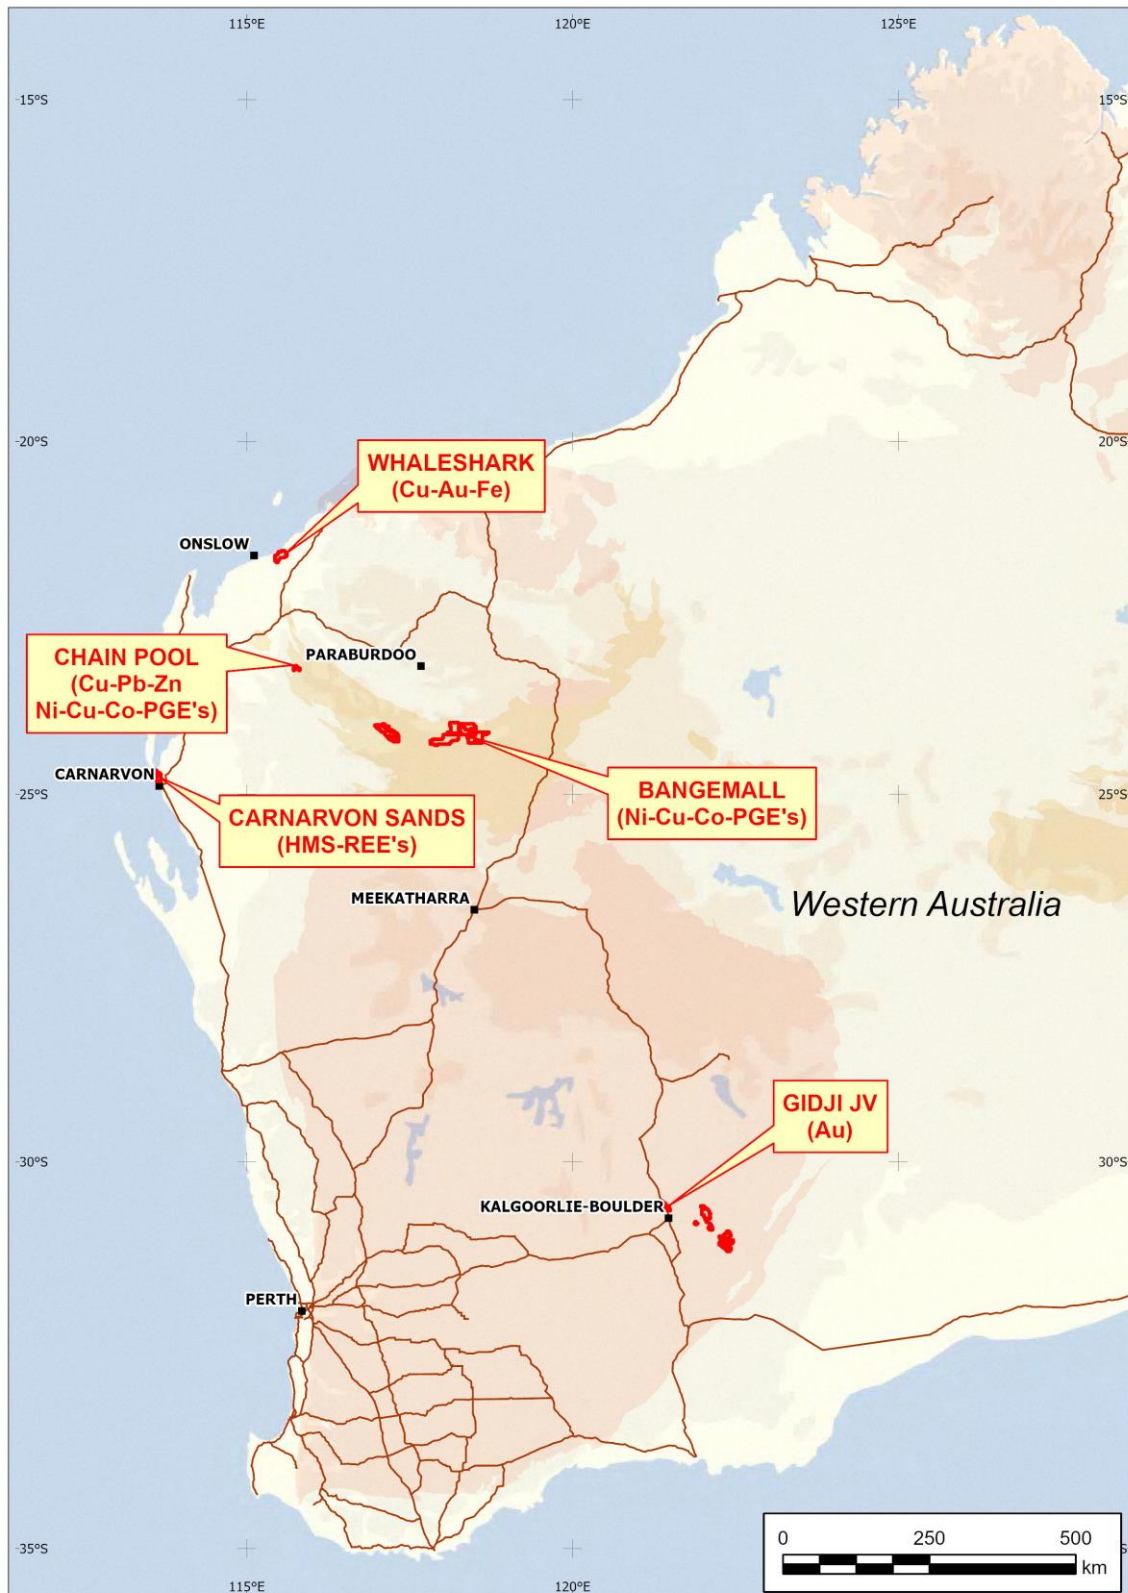 115°E
120°E
125°E
-15°S
15°S
-20°S
20°S
WHALESHARK
(Cu-Au-Fe)
ONSLOW
CHAIN POOL
(Cu-Pb-Zn
Ni-Cu-Co-PGE's)
PARABURDOO
CARNARVON
CARNARVON SANDS
(HMS-REE's)
BANGEMALL
(Ni-Cu-Co-PGE's)
-25°S
25°S
MEEKATHARRA
Western Australia
GIDJI JV
(Au)
-30°S
30°S
KALGOORLIE-BOULDER
PERTH
0 250 500
km
-35°S
115°E
120°E